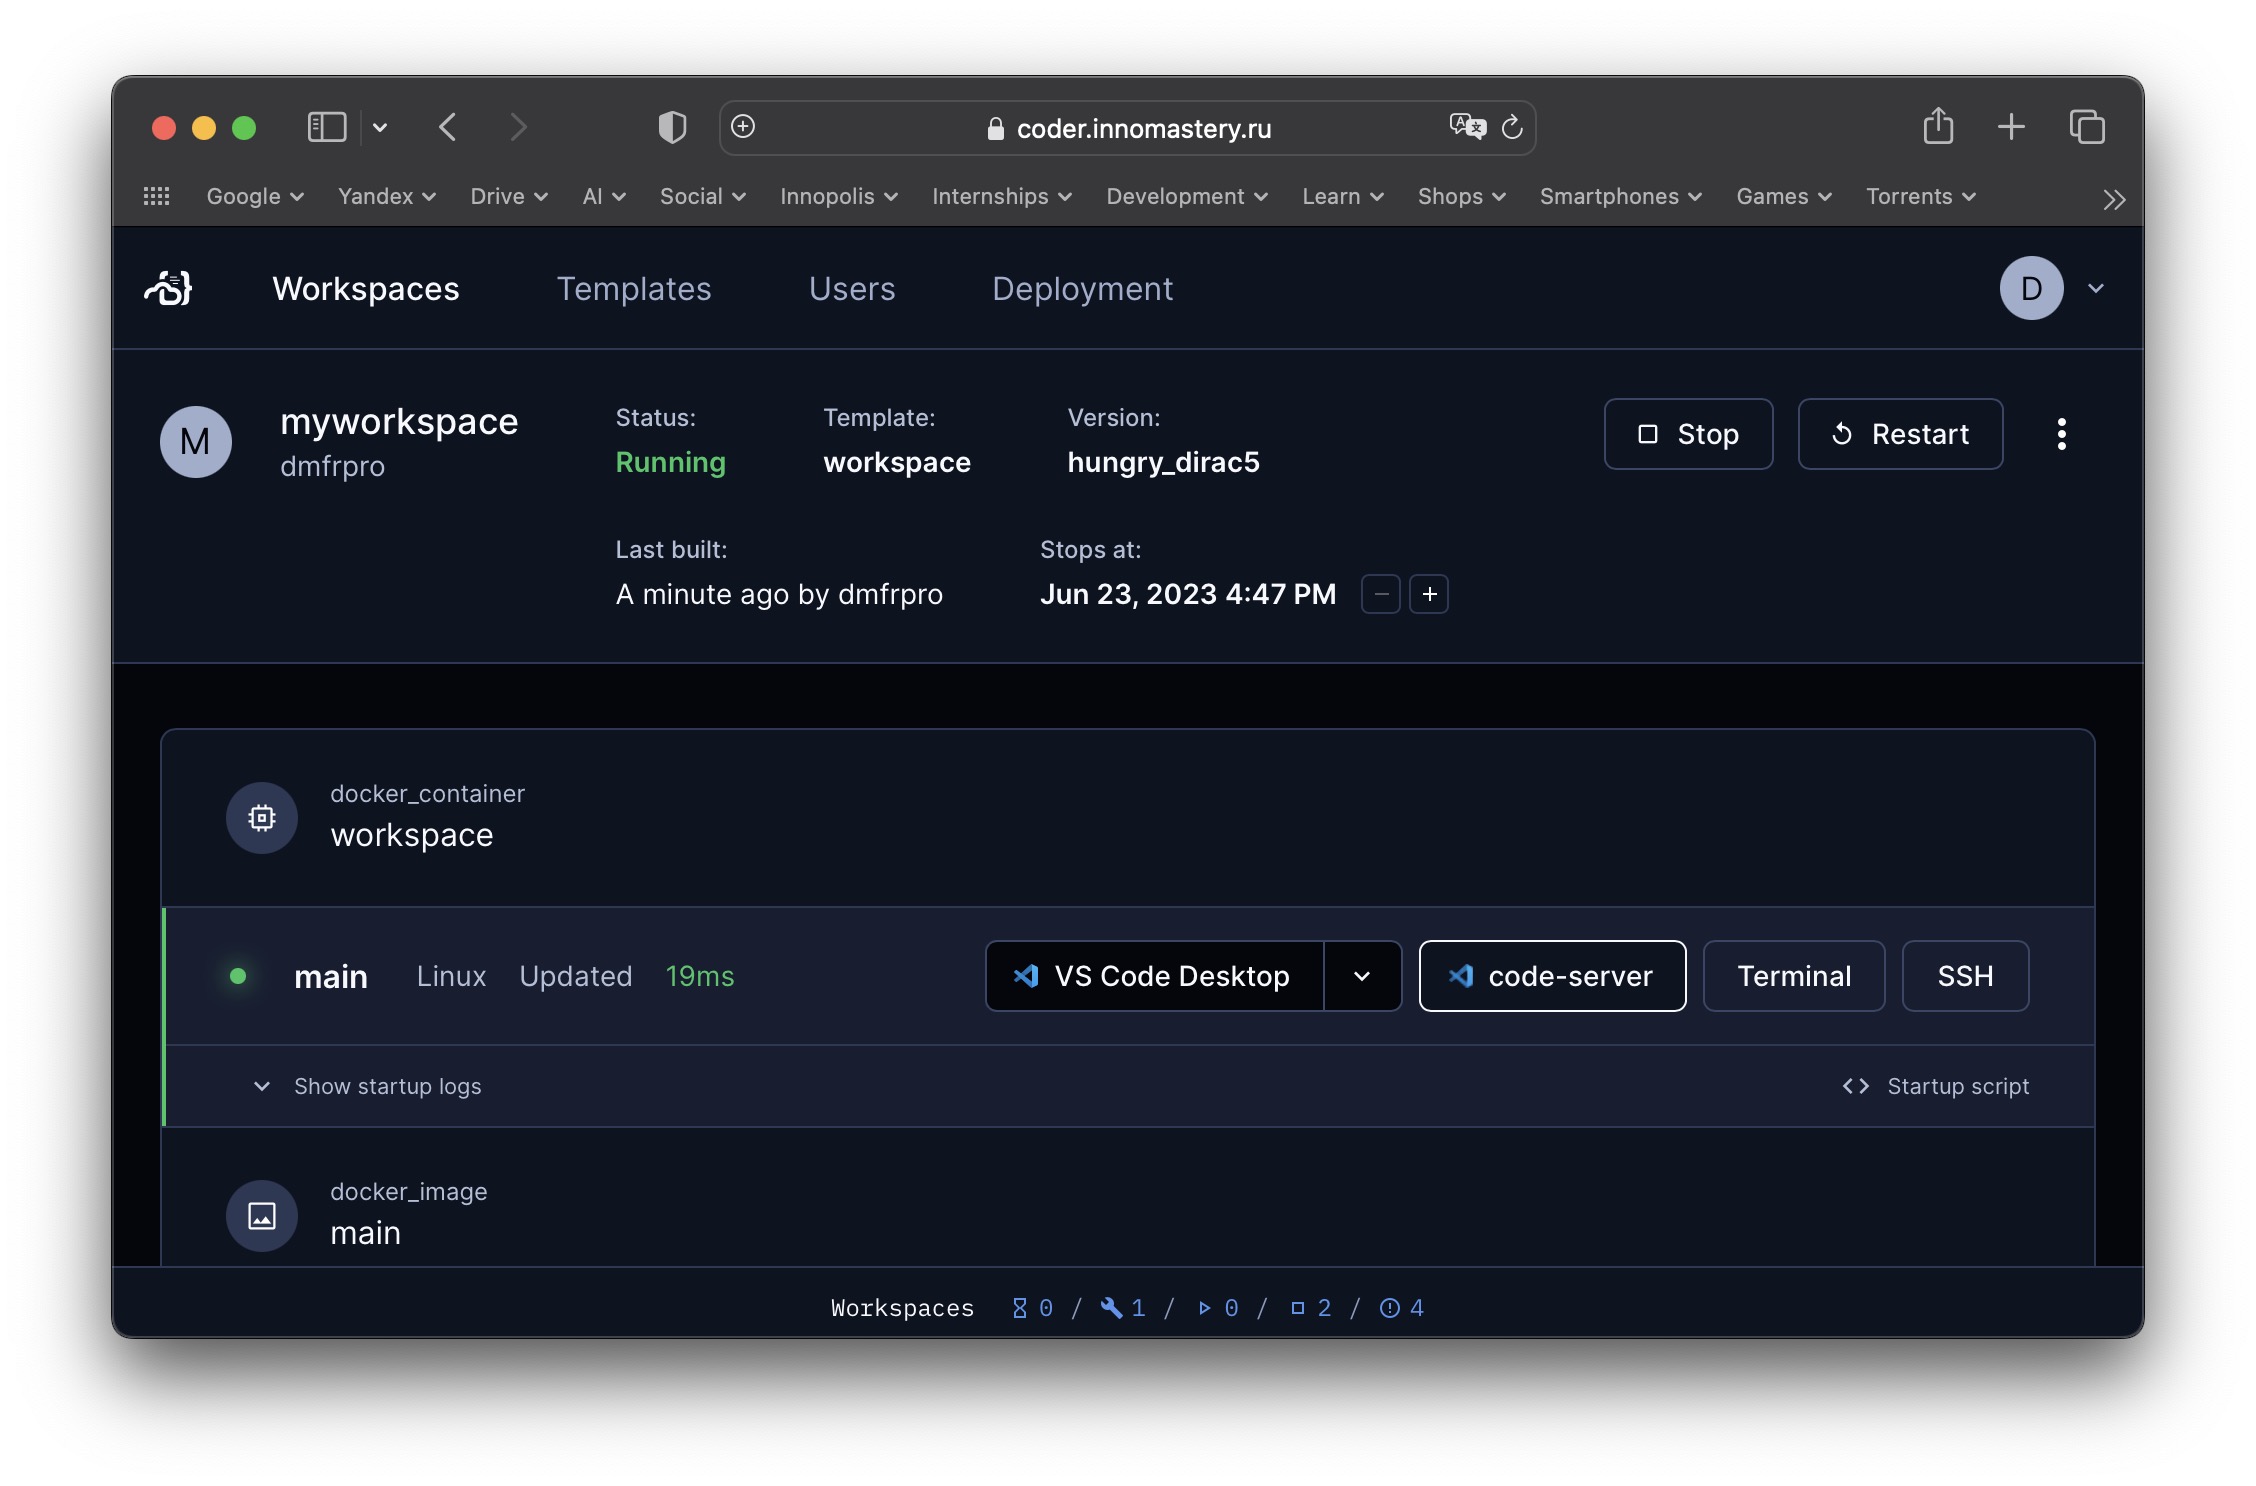 coder.innomastery.ru
Google Yandex Drive AI Social Innopolis Internships Development Learn Shops Smartphones Games Torrents
Workspaces Templates Users Deployment D
M myworkspace
dmfrpro
Status: Template: Version:
Running workspace hungry_dirac5
Stop Restart
Last built: Stops at:
A minute ago by dmfrpro Jun 23, 2023 4:47 PM
docker_container
workspace
main Linux Updated 19ms VS Code Desktop code-server Terminal SSH
Show startup logs Startup script
docker_image
main
Workspaces 0 / 1 / 0 / 2 / 4